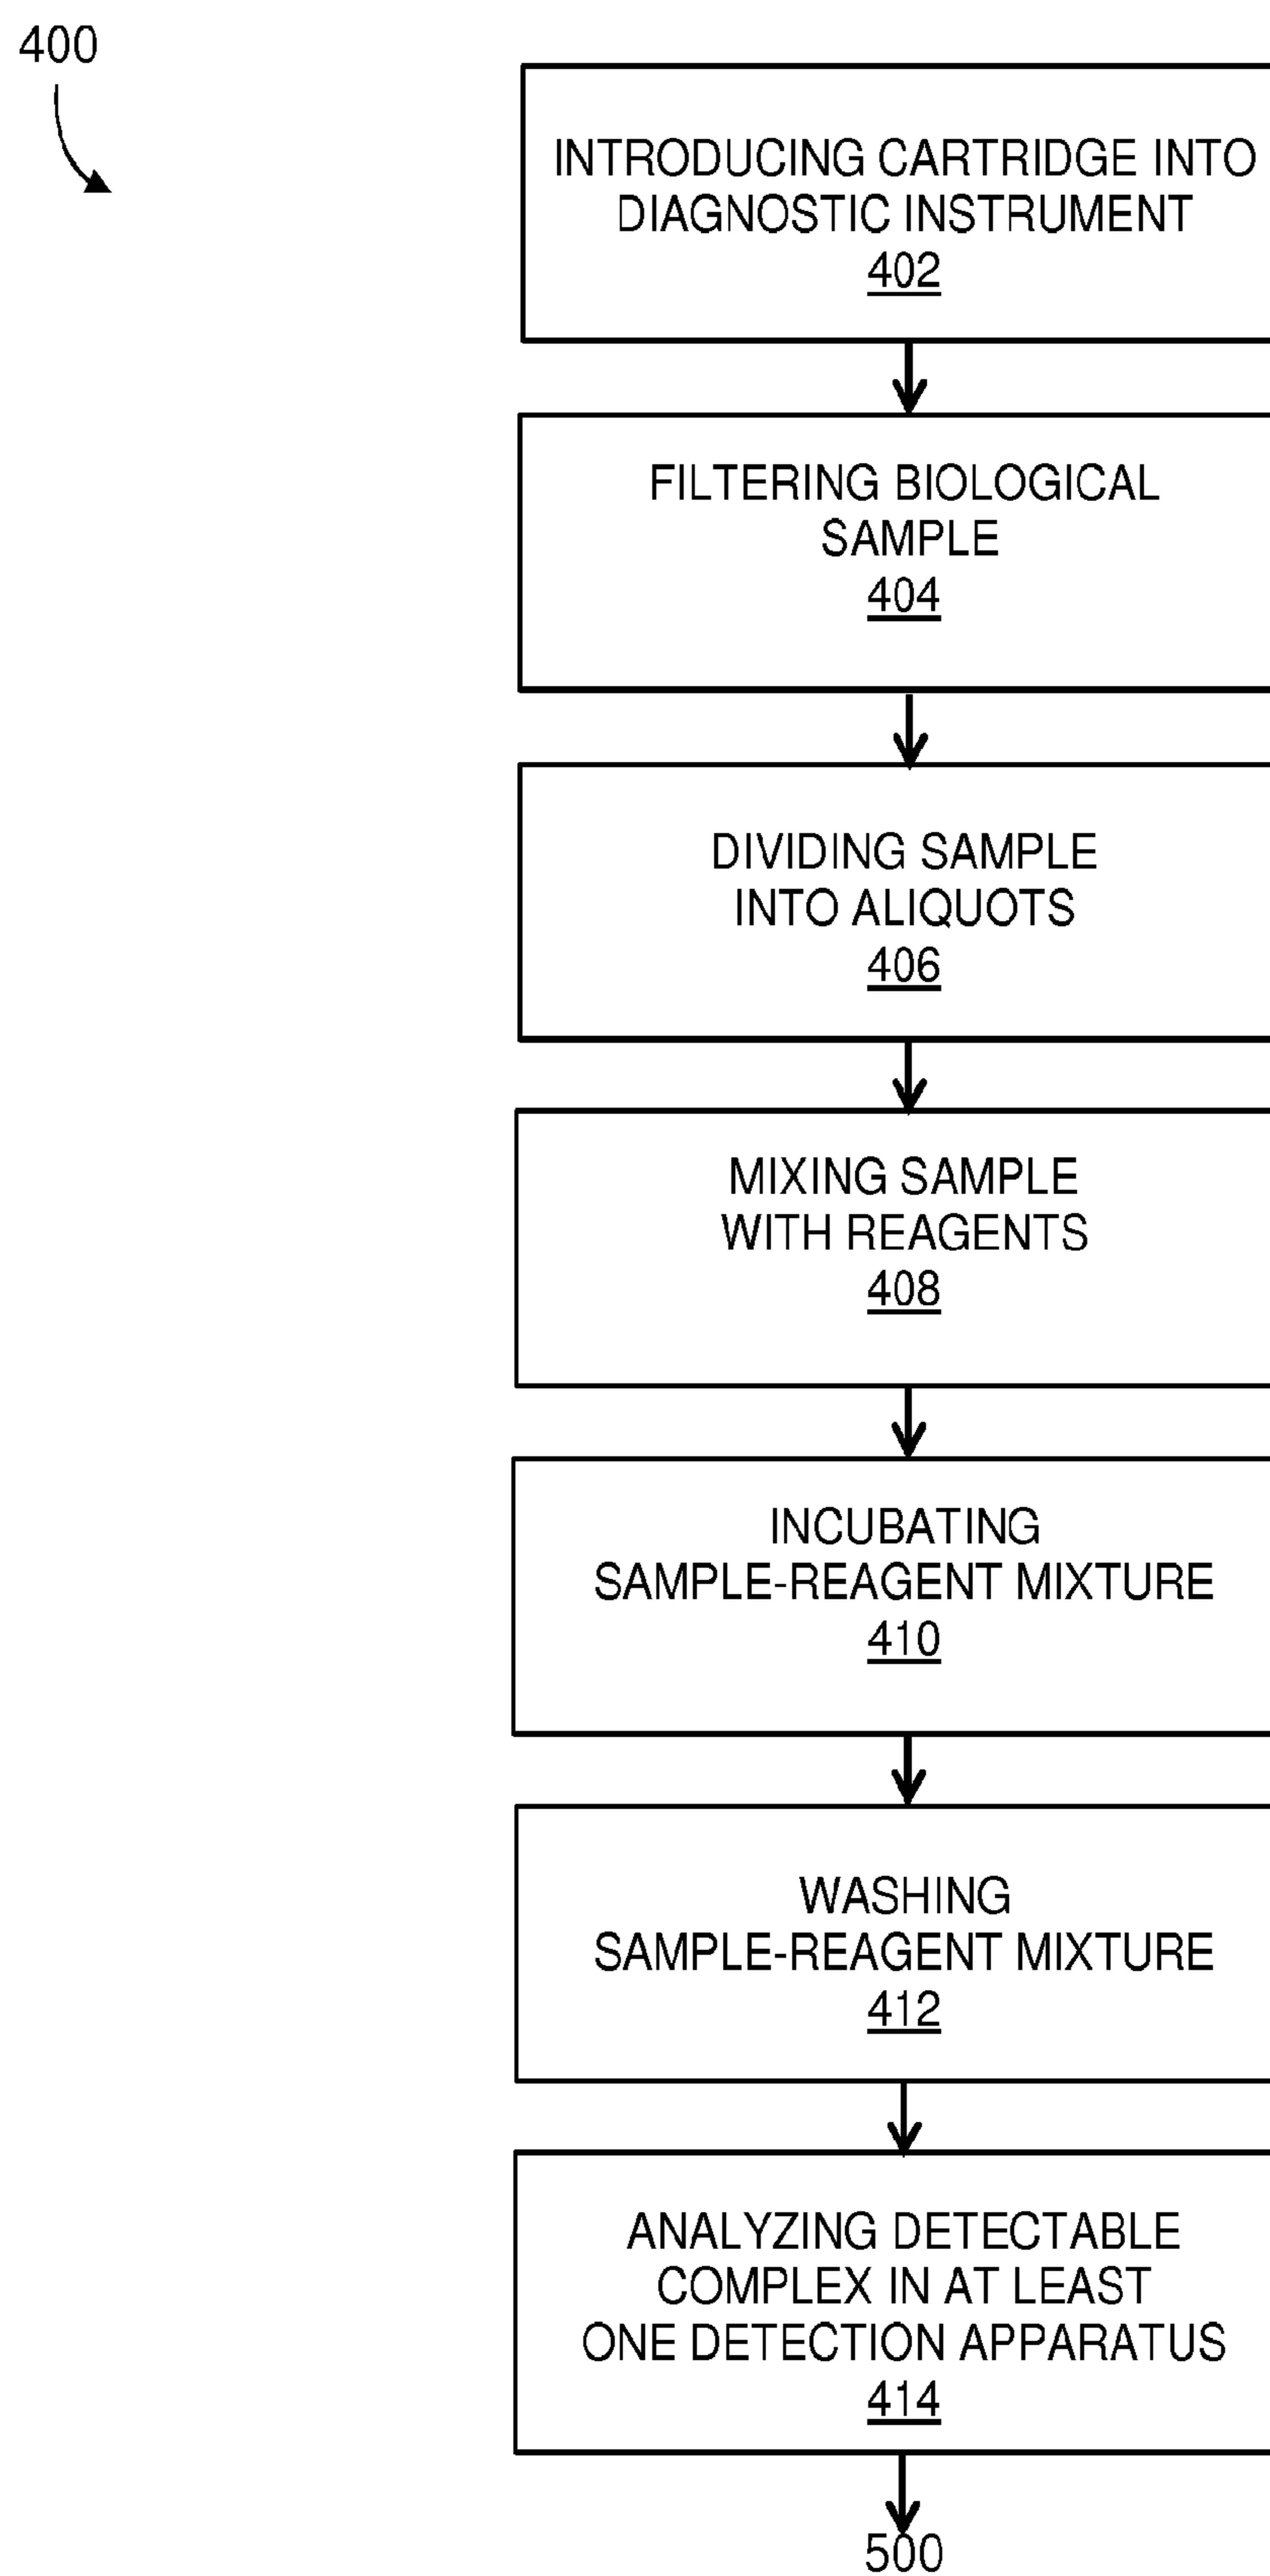 400
INTRODUCING CARTRIDGE INTO
DIAGNOSTIC INSTRUMENT
402
FILTERING BIOLOGICAL
SAMPLE
404
DIVIDING SAMPLE
INTO ALIQUOTS
406
MIXING SAMPLE
WITH REAGENTS
408
INCUBATING
SAMPLE-REAGENT MIXTURE
410
WASHING
SAMPLE-REAGENT MIXTURE
412
ANALYZING DETECTABLE
COMPLEX IN AT LEAST
ONE DETECTION APPARATUS
414
500